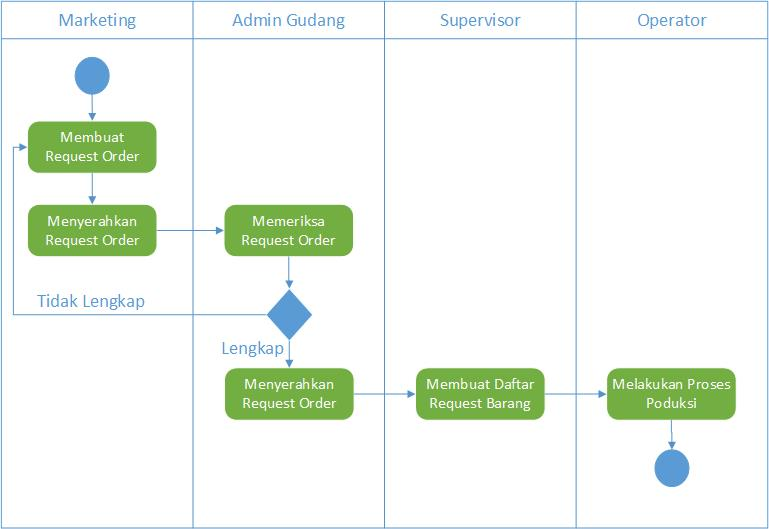 Marketing
Admin Gudang
Supervisor
Operator
Membuat
Request Order
Menyerahkan
Request Order
Memeriksa
Request Order
Tidak Lengkap
Lengkap
Menyerahkan
Request Order
Membuat Daftar
Request Barang
Melakukan Proses
Poduksi